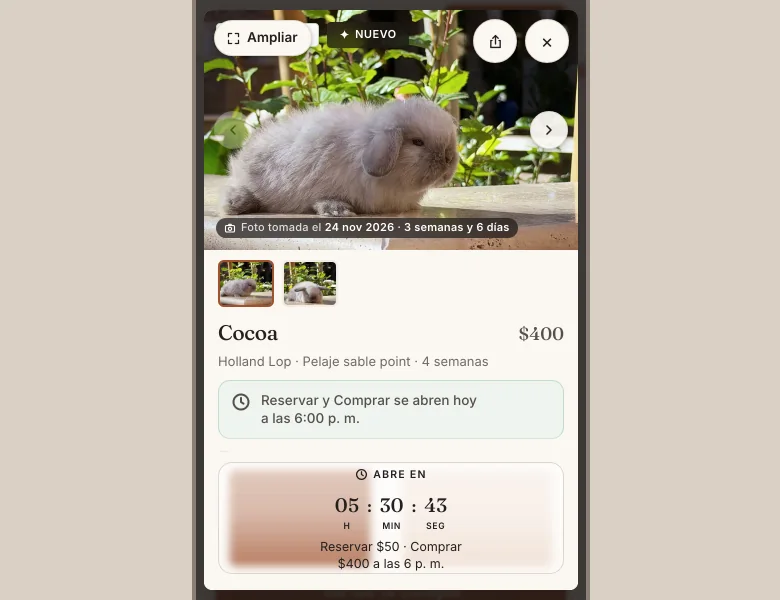 Ampliar
NUEVO
Foto tomada el 24 nov 2026 · 3 semanas y 6 días
Cocoa
$400
Holland Lop · Pelaje sable point · 4 semanas
Reservar y Comprar se abren hoy
a las 6:00 p. m.
ABRE EN
05 : 30 : 43
H MIN SEG
Reservar $50 · Comprar
$400 a las 6 p. m.